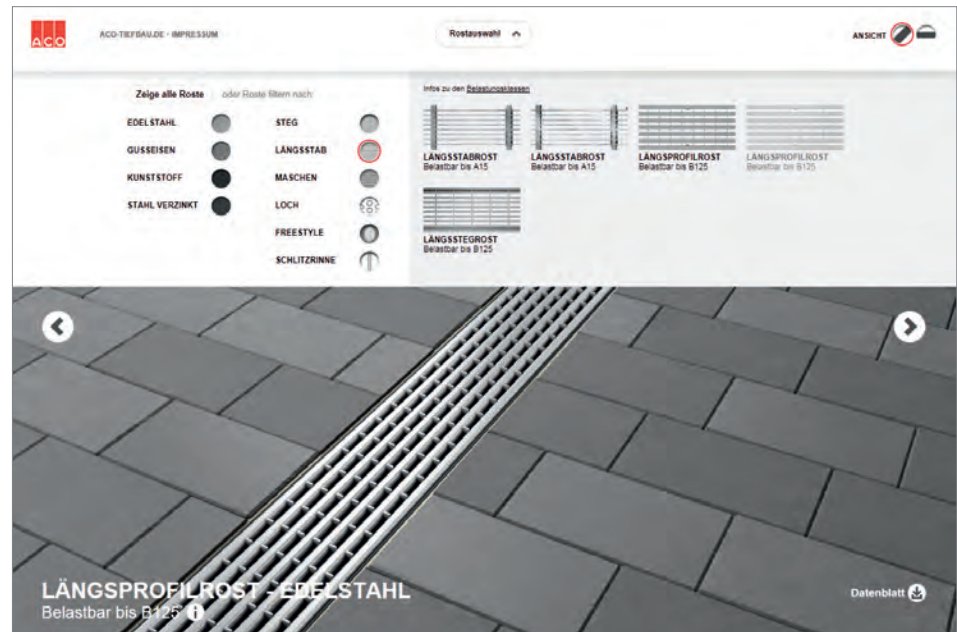 ACO
ACO-TIEFBAU.DE - IMPRESSUM
Rostauswahl
ANSICHT
Zeige alle Roste
oder Roste filtern nach:
EDELSTAHL
GUSSEISEN
KUNSTSTOFF
STAHL VERZINKT
STEG
LÄNGSSTAB
MASCHEN
LOCH
FREESTYLE
SCHLITZRINNE
Infos zu den Belastungsklassen
LÄNGSSTABROST
Belastbar bis A15
LÄNGSSTABROST
Belastbar bis A15
LÄNGSPROFILROST
Belastbar bis B125
LÄNGSPROFILROST
Belastbar bis B125
LÄNGSSTEGROST
Belastbar bis B125
LÄNGSPROFILROST - EDELSTAHL
Belastbar bis B125
Datenblatt